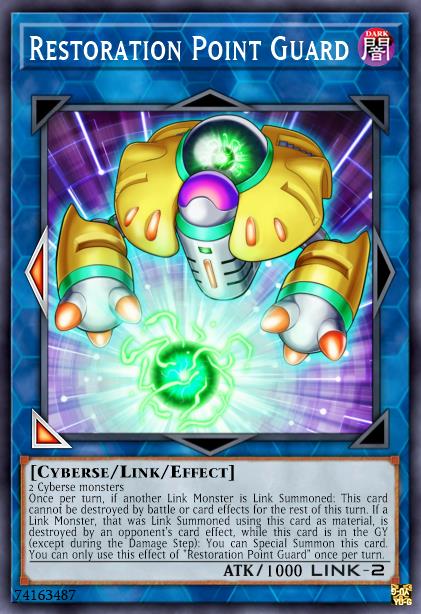 RESTORATION POINT GUARD
DARK
闇
[CYBERSE/LINK/EFFECT]
2 Cyberse monsters
Once per turn, if another Link Monster is Link Summoned: This card
cannot be destroyed by battle or card effects for the rest of this turn. If a
Link Monster, that was Link Summoned using this card as material, is
destroyed by an opponent's card effect, while this card is in the GY
(except during the Damage Step): You can Special Summon this card.
You can only use this effect of "Restoration Point Guard" once per turn.
ATK/1000 LINK-2
74163487